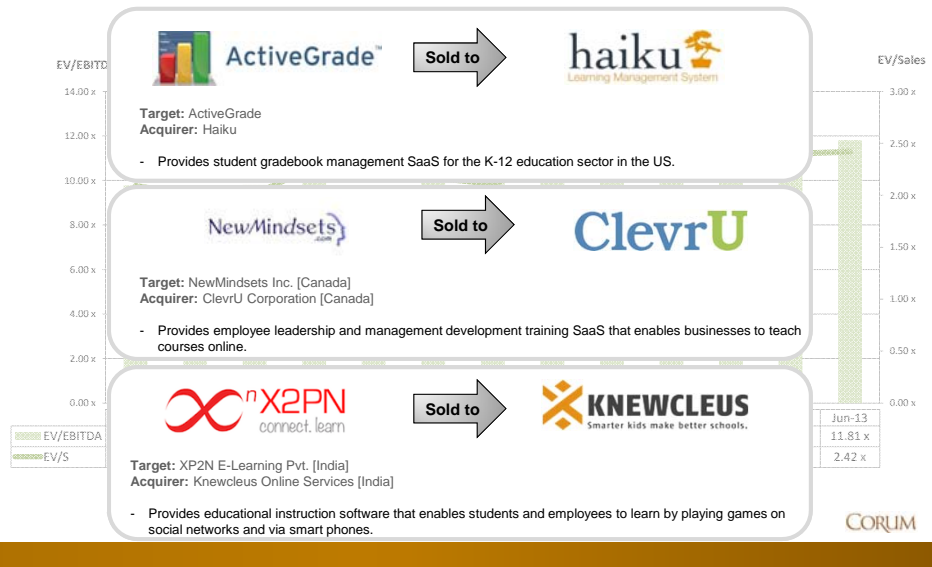 ActiveGrade™
Sold to
haiku
Learning Management System
EV/EBITD
EV/Sales
14.00 x
3.00 x
Target: ActiveGrade
Acquirer: Haiku
12.00 x
2.50 x
- Provides student gradebook management SaaS for the K-12 education sector in the US.
10.00 x
2.00 x
NewMindsets
.com
Sold to
ClevrU
8.00 x
1.50 x
6.00 x
Target: NewMindsets Inc. [Canada]
Acquirer: ClevrU Corporation [Canada]
1.00 x
4.00 x
- Provides employee leadership and management development training SaaS that enables businesses to teach
courses online.
2.00 x
0.50 x
n X2PN
connect. learn
Sold to
KNEWCLEUS
Smarter kids make better schools.
0.00 x
0.00 x
Jun-13
EV/EBITDA
11.81 x
EV/S
2.42 x
Target: XP2N E-Learning Pvt. [India]
Acquirer: Knewcleus Online Services [India]
- Provides educational instruction software that enables students and employees to learn by playing games on
social networks and via smart phones.
CORUM